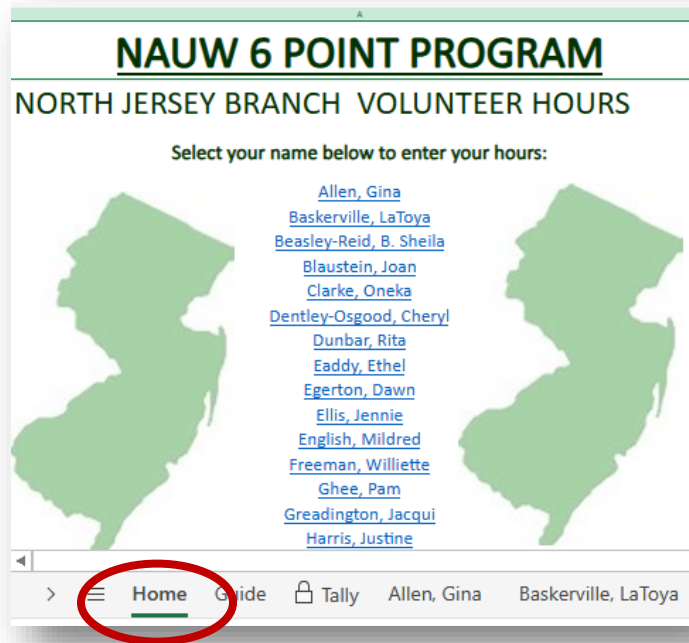 A
NAUW 6 POINT PROGRAM
NORTH JERSEY BRANCH VOLUNTEER HOURS
Select your name below to enter your hours:
Allen, Gina
Baskerville, LaToya
Beasley-Reid, B. Sheila
Blaustein, Joan
Clarke, Oneka
Dentley-Osgood, Cheryl
Dunbar, Rita
Eaddy, Ethel
Egerton, Dawn
Ellis, Jennie
English, Mildred
Freeman, Williette
Ghee, Pam
Greadington, Jacqui
Harris, Justine
Home Guide Tally Allen, Gina Baskerville, LaToya